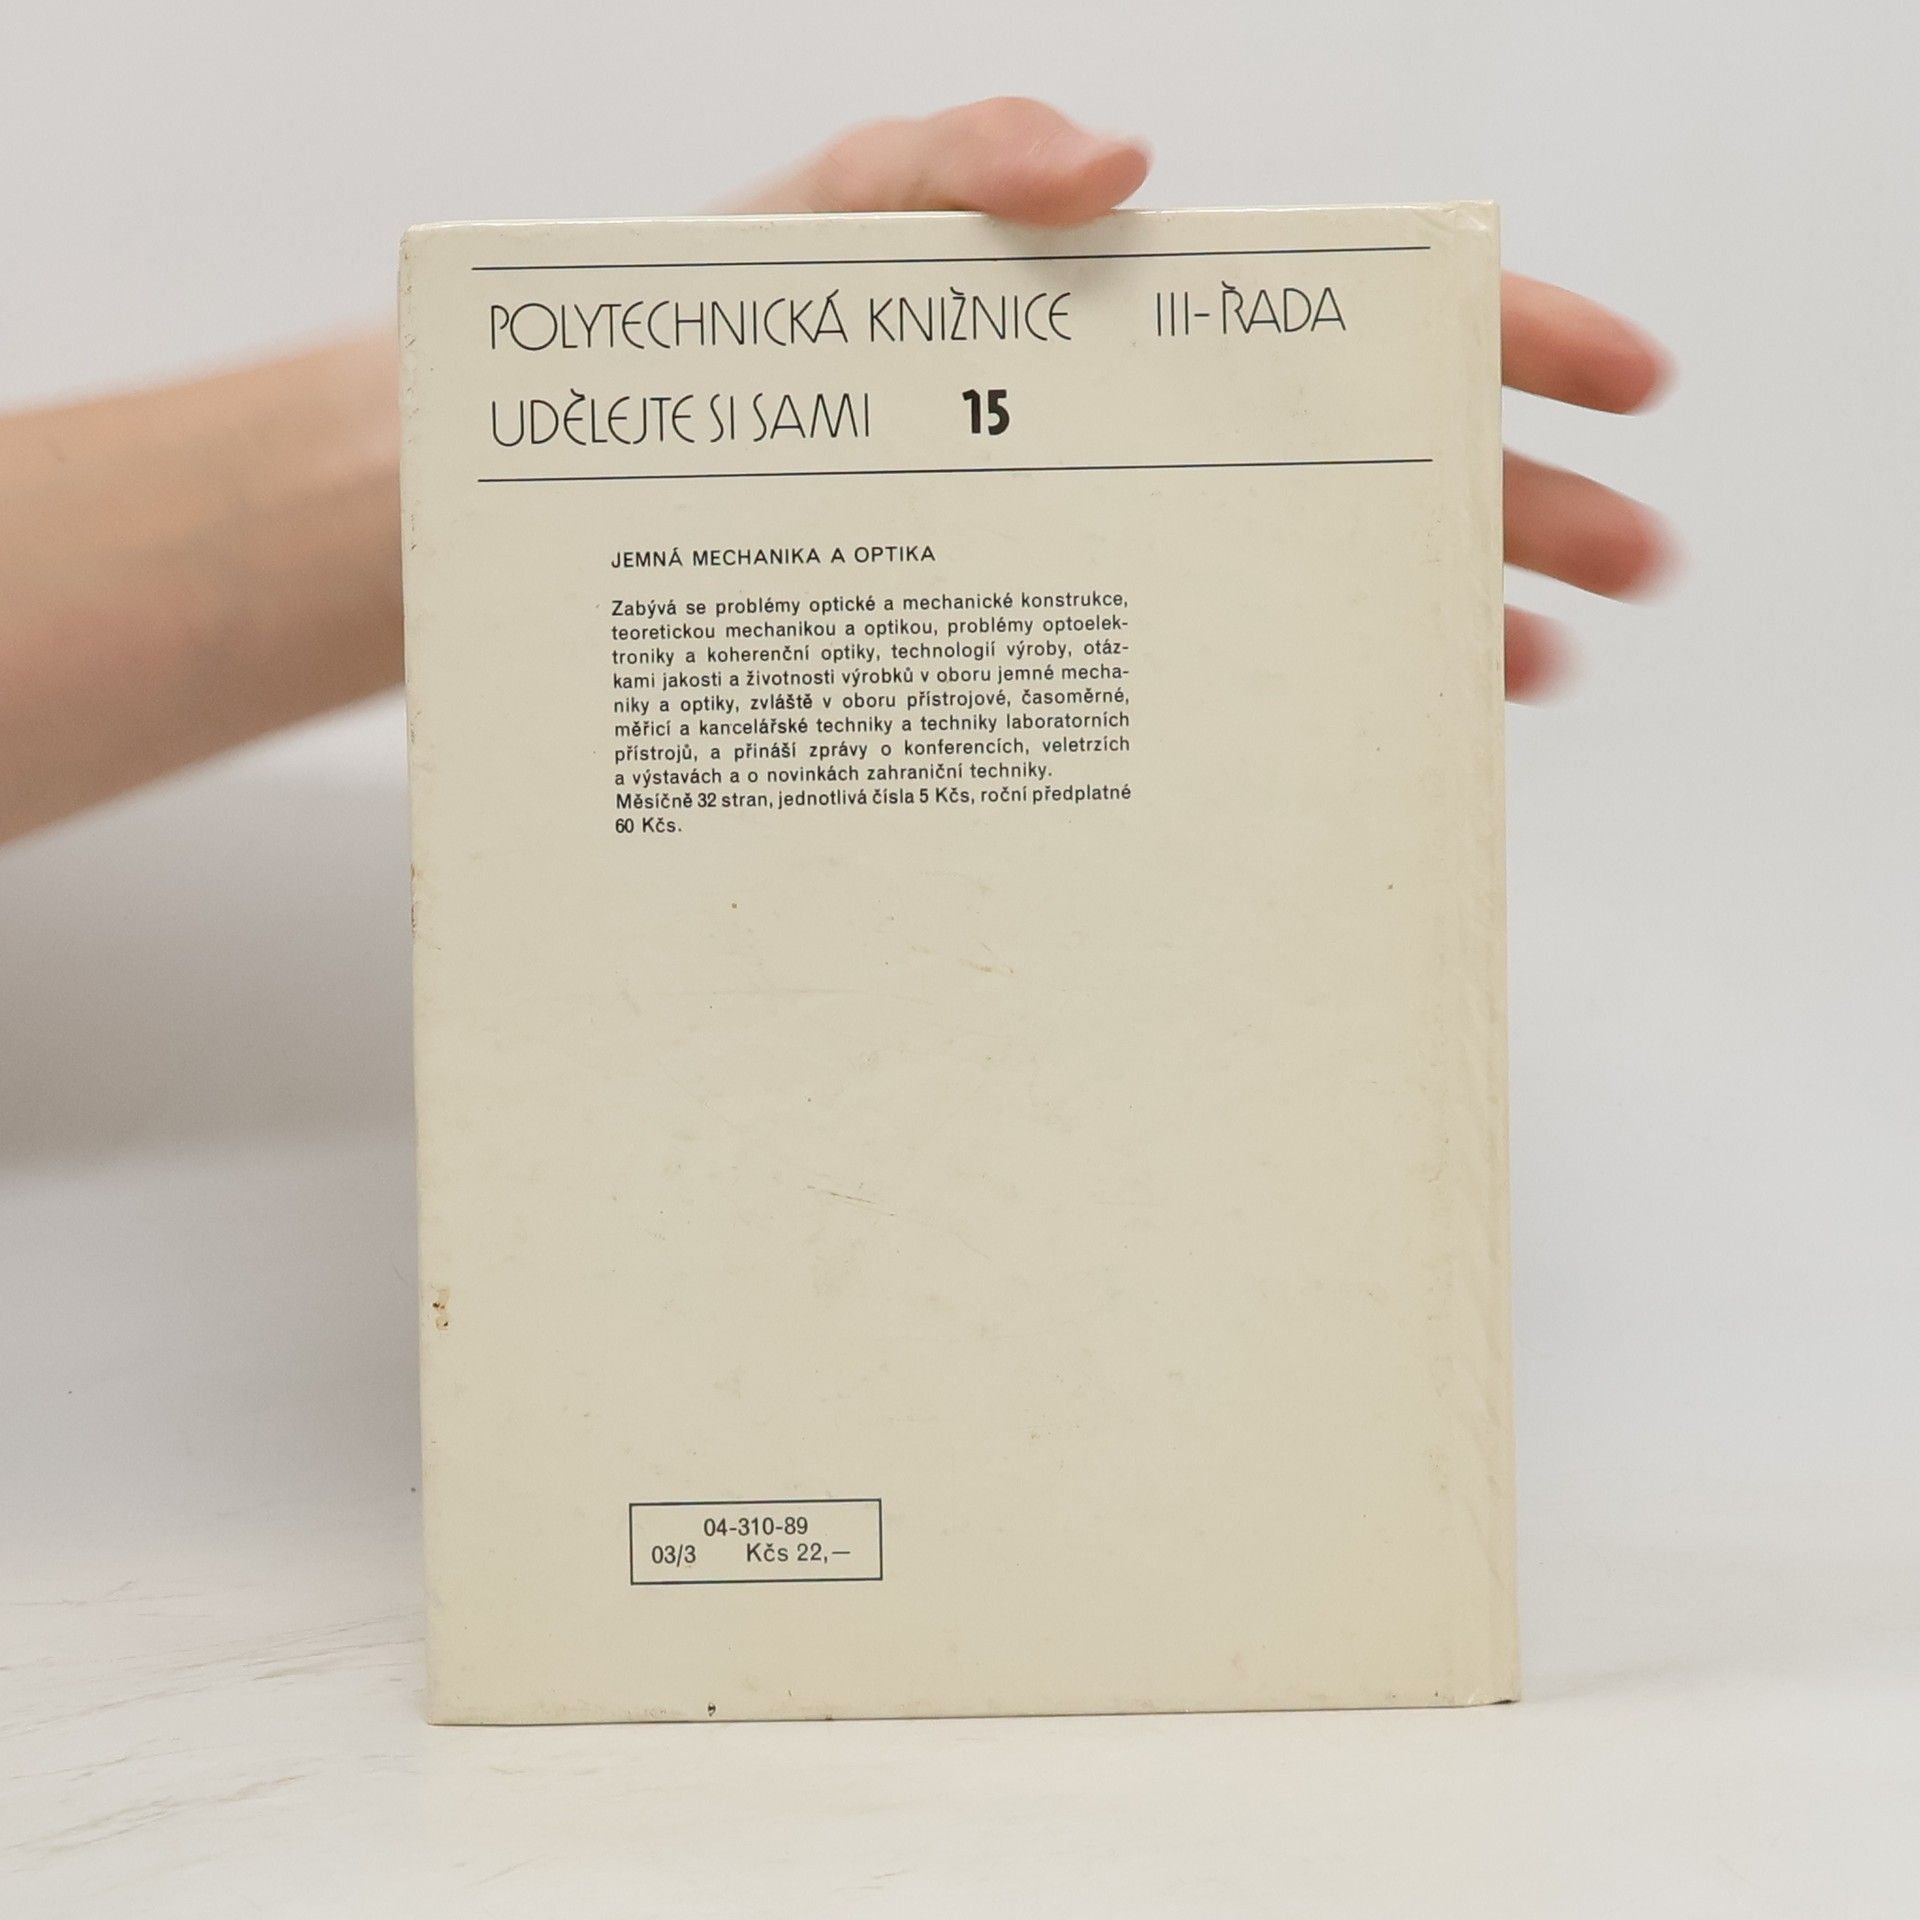 POLYTECHNICKÁ KNIŽNICE III-ŘADA
UDĚLEJTE SI SAMI 15
JEMNÁ MECHANIKA A OPTIKA
Zabývá se problémy optické a mechanické konstrukce,
teoretickou mechanikou a optikou, problémy optoelek-
troniky a koherenční optiky, technologií výroby, otáz-
kami jakosti a životnosti výrobků v oboru jemné mecha-
niky a optiky, zvláště v oboru přístrojové, časoměrné,
měřicí a kancelářské techniky a techniky laboratorních
přístrojů, a přináší zprávy o konferencích, veletrzích
a výstavách a o novinkách zahraniční techniky.
Měsíčně 32 stran, jednotlivá čísla 5 Kčs, roční předplatné
60 Kčs.
04-310-89
03/3 Kčs 22,—